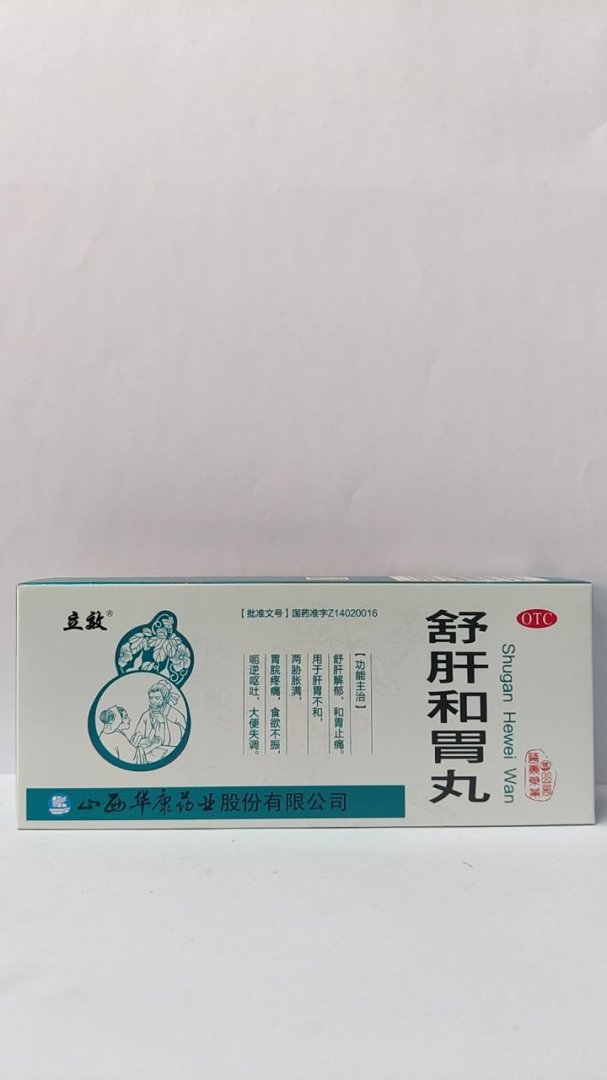 立效®
【批准文号】国药准字Z14020016
【功能主治】
舒肝解郁，和胃止痛。
用于肝胃不和，
两胁胀满，
胃脘疼痛，食欲不振，
呃逆呕吐，大便失调。
舒肝和胃丸
Shugan Hewei Wan
OTC
山西华康药业股份有限公司